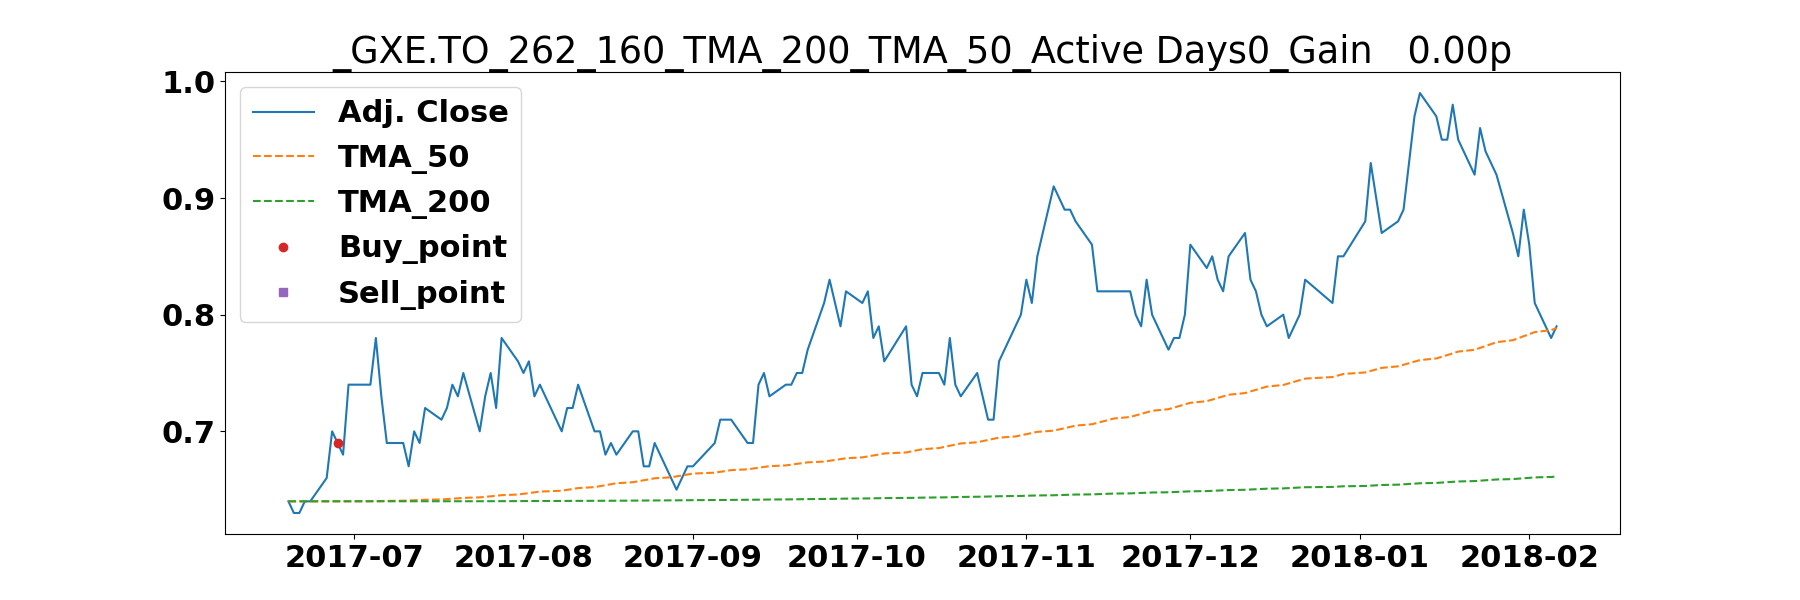 _GXE.TO_262_160_TMA_200_TMA_50_Active Days0_Gain   0.00p
1.0
0.9
0.8
0.7
Adj. Close
TMA_50
TMA_200
Buy_point
Sell_point
2017-07 2017-08 2017-09 2017-10 2017-11 2017-12 2018-01 2018-02